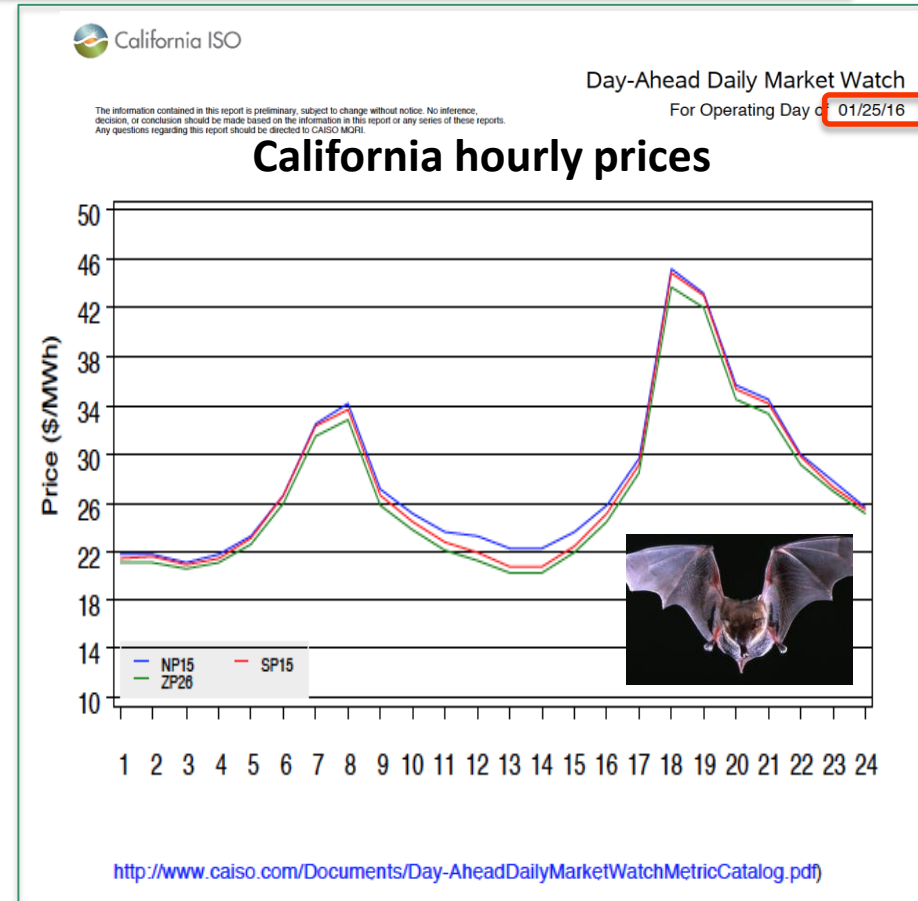 California ISO
Day-Ahead Daily Market Watch
For Operating Day of 01/25/16
The information contained in this report is preliminary, subject to change without notice. No inference,
decision, or conclusion should be made based on the information in this report or any series of these reports.
Any questions regarding this report should be directed to CAISO MQRI.
California hourly prices
Price ($/MWh)
50
46
42
38
34
30
26
22
18
14
10
NP15 SP15
ZP26
1 2 3 4 5 6 7 8 9 10 11 12 13 14 15 16 17 18 19 20 21 22 23 24
http://www.caiso.com/Documents/Day-AheadDailyMarketWatchMetricCatalog.pdf)